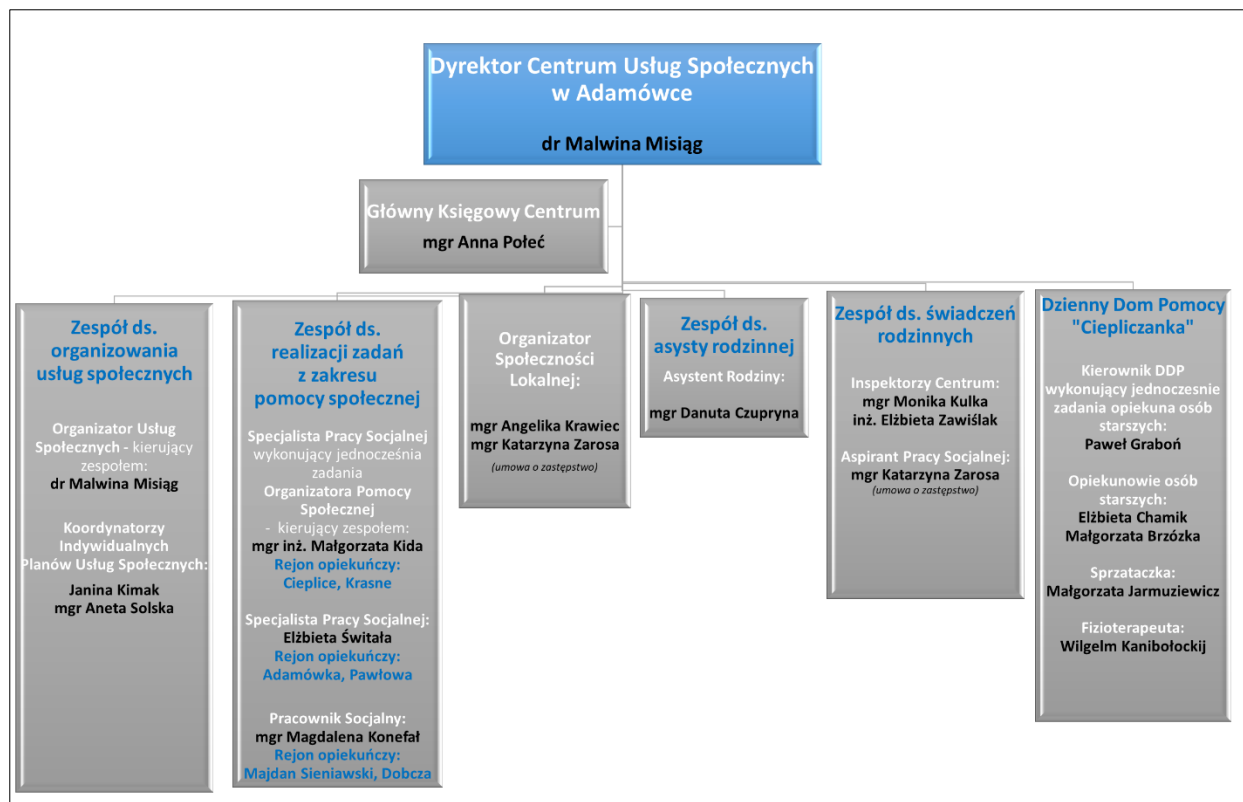 Dyrektor Centrum Usług Społecznych
w Adamówce
dr Malwina Misiąg
Główny Księgowy Centrum
mgr Anna Połeć
Zespół ds.
organizowania
usług społecznych
Organizator Usług
Społecznych - kierujący
zespołem:
dr Malwina Misiąg
Koordynatorzy
Indywidualnych
Planów Usług Społecznych:
Janina Kimak
mgr Aneta Solska
Zespół ds.
realizacji zadań
z zakresu
pomocy społecznej
Specjalista Pracy Socjalnej
wykonujący jednocześnia
zadania
Organizatora Pomocy
Społecznej
- kierujący zespołem:
mgr inż. Małgorzata Kida
Rejon opiekuńczy:
Cieplice, Krasne
Specjalista Pracy Socjalnej:
Elżbieta Świtała
Rejon opiekuńczy:
Adamówka, Pawłowa
Pracownik Socjalny:
mgr Magdalena Konefał
Rejon opiekuńczy:
Majdan Sieniawski, Dobcza
Organizator
Społeczności
Lokalnej:
mgr Angelika Krawiec
mgr Katarzyna Zarosa
(umowa o zastępstwo)
Zespół ds.
asysty rodzinnej
Asystent Rodziny:
mgr Danuta Czupryna
Zespół ds. świadczeń
rodzinnych
Inspektorzy Centrum:
mgr Monika Kulka
inż. Elżbieta Zawiślak
Aspirant Pracy Socjalnej:
mgr Katarzyna Zarosa
(umowa o zastępstwo)
Dzienny Dom Pomocy
"Ciepliczanka"
Kierownik DDP
wykonujący jednoczesnie
zadania opiekuna osób
starszych:
Paweł Graboń
Opiekunowie osób
starszych:
Elżbieta Chamik
Małgorzata Brzózka
Sprzataczka:
Małgorzata Jarmuziewicz
Fizioterapeuta:
Wilgelm Kanibołockij